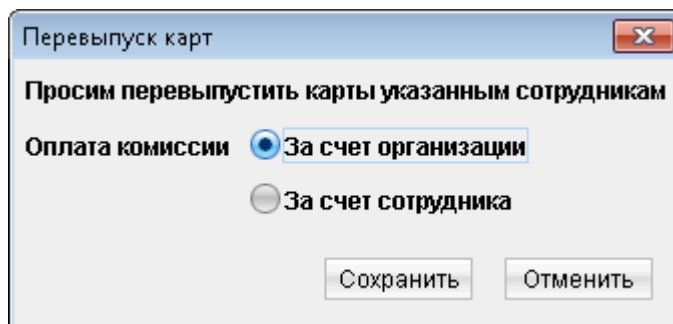 Перевыпуск карт
Просим перевыпустить карты указанным сотрудникам
Оплата комиссии За счет организации
За счет сотрудника
Сохранить Отменить